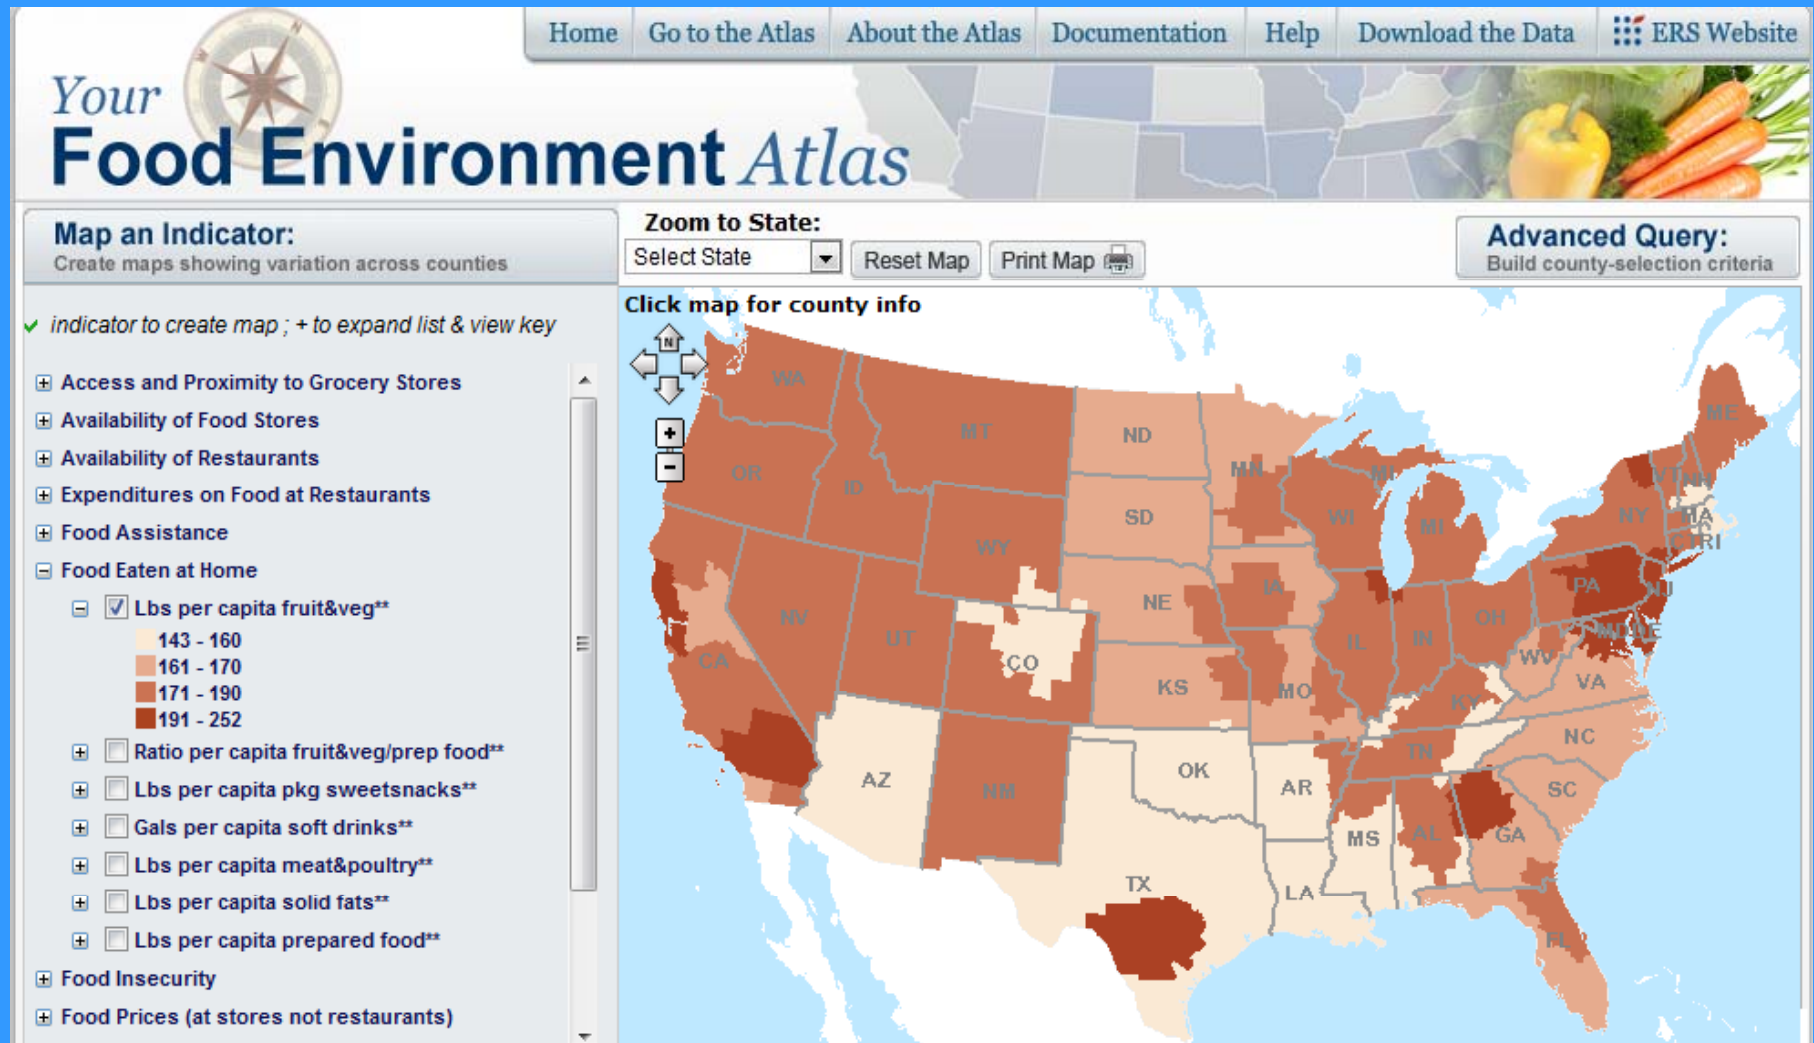 Home
Go to the Atlas
About the Atlas
Documentation
Help
Download the Data
ERS Website
Your
Food Environment Atlas
Map an Indicator:
Create maps showing variation across counties
indicator to create map ; + to expand list & view key
Access and Proximity to Grocery Stores
Availability of Food Stores
Availability of Restaurants
Expenditures on Food at Restaurants
Food Assistance
Food Eaten at Home
Lbs per capita fruit&veg**
143 - 160
161 - 170
171 - 190
191 - 252
Ratio per capita fruit&veg/prep food**
Lbs per capita pkg sweetsnacks**
Gals per capita soft drinks**
Lbs per capita meat&poultry**
Lbs per capita solid fats**
Lbs per capita prepared food**
Food Insecurity
Food Prices (at stores not restaurants)
Zoom to State:
Select State
Reset Map
Print Map
Advanced Query:
Build county-selection criteria
Click map for county info
N
WA
MT
ND
MN
MI
ME
OR
ID
SD
WI
MI
VT
NH
NY
MA
CT
RI
WY
NE
IA
PA
NJ
NV
UT
CO
IL
IN
OH
MD
DE
CA
KS
MO
WV
VA
KY
AZ
NM
OK
AR
TN
NC
SC
TX
LA
MS
AL
GA
FL